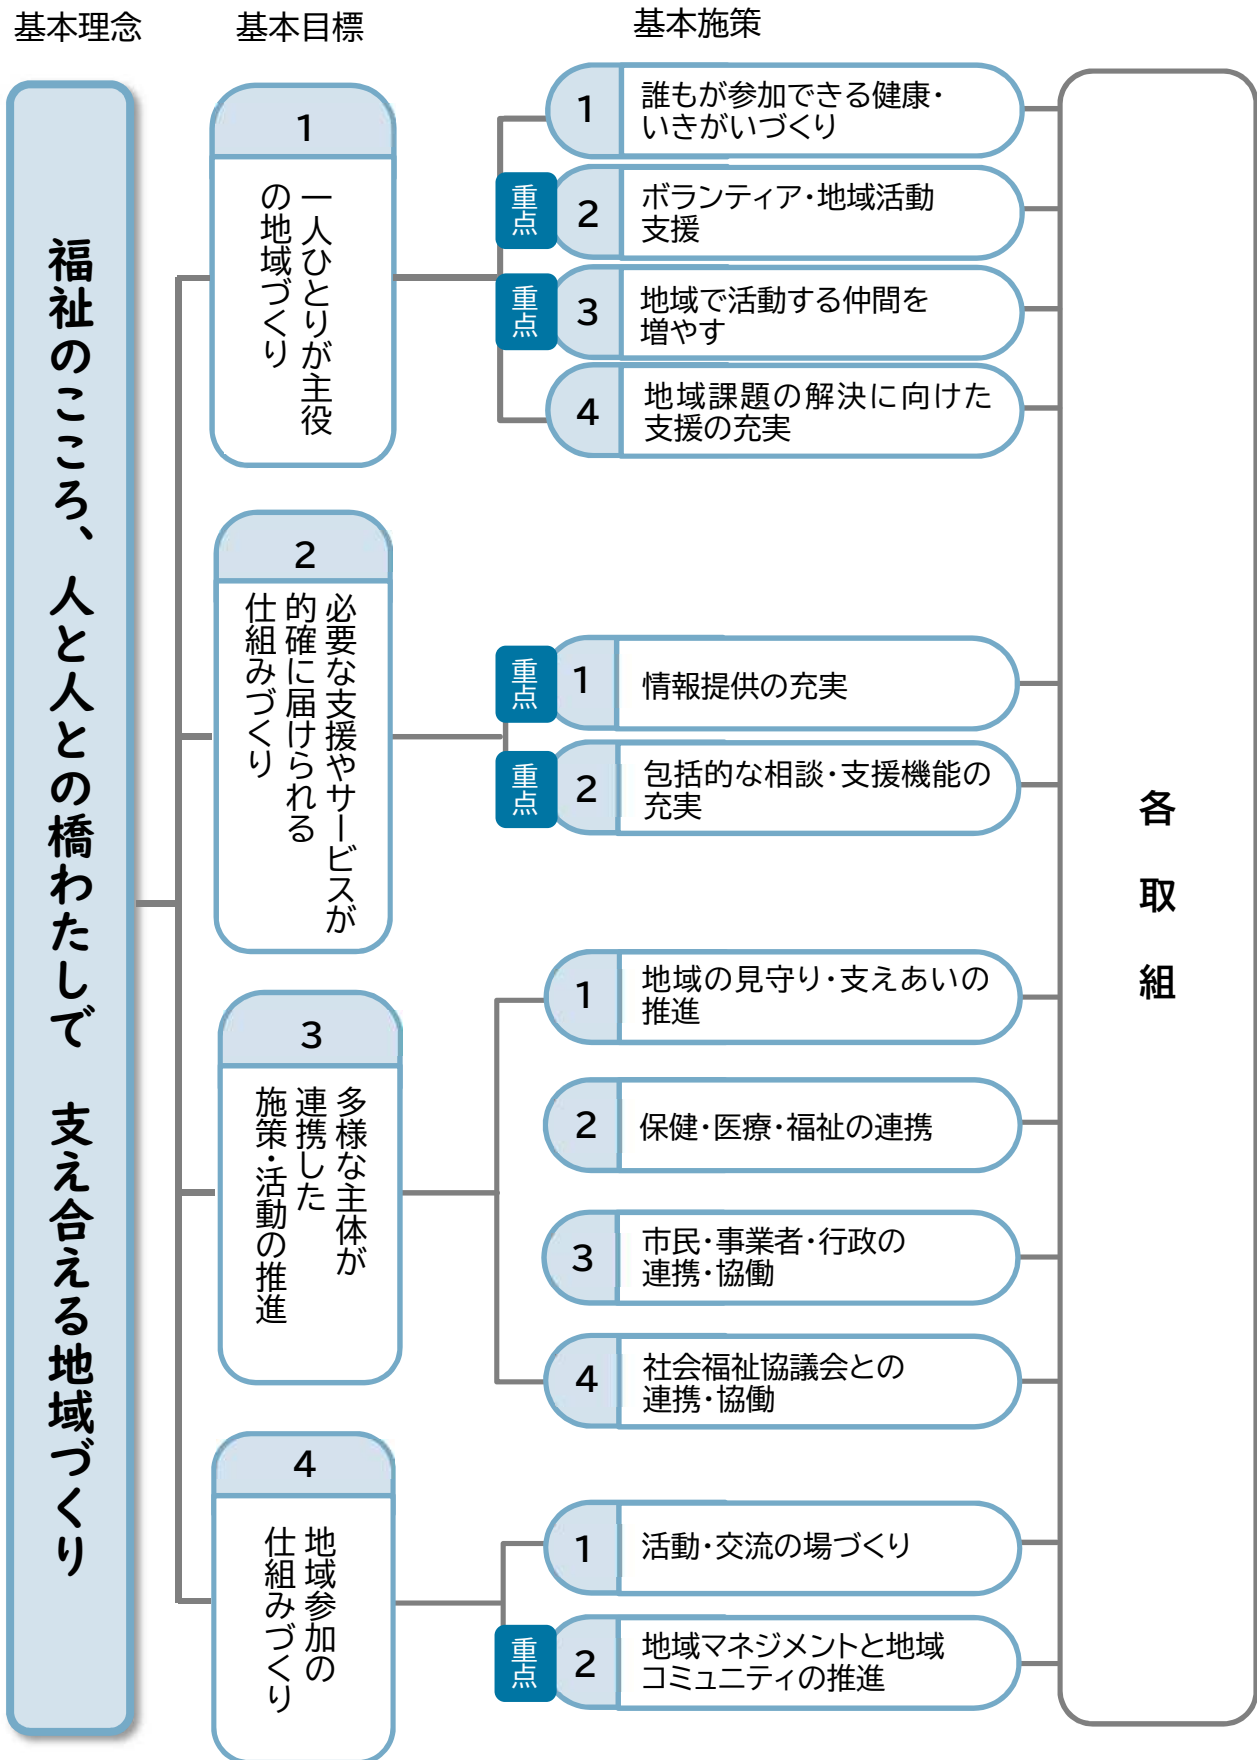 基本理念
基本目標
基本施策
福祉のこころ、人と人との橋わたしで　支え合える地域づくり
1
一人ひとりが主役
の地域づくり
1
誰もが参加できる健康・
いきがいづくり
重点
2
ボランティア・地域活動
支援
重点
3
地域で活動する仲間を
増やす
4
地域課題の解決に向けた
支援の充実
2
必要な支援やサービスが
的確に届けられる
仕組みづくり
重点
1
情報提供の充実
重点
2
包括的な相談・支援機能の
充実
3
多様な主体が
連携した
施策・活動の推進
1
地域の見守り・支えあいの
推進
2
保健・医療・福祉の連携
3
市民・事業者・行政の
連携・協働
4
社会福祉協議会との
連携・協働
4
地域参加の
仕組みづくり
1
活動・交流の場づくり
重点
2
地域マネジメントと地域
コミュニティの推進
各取組